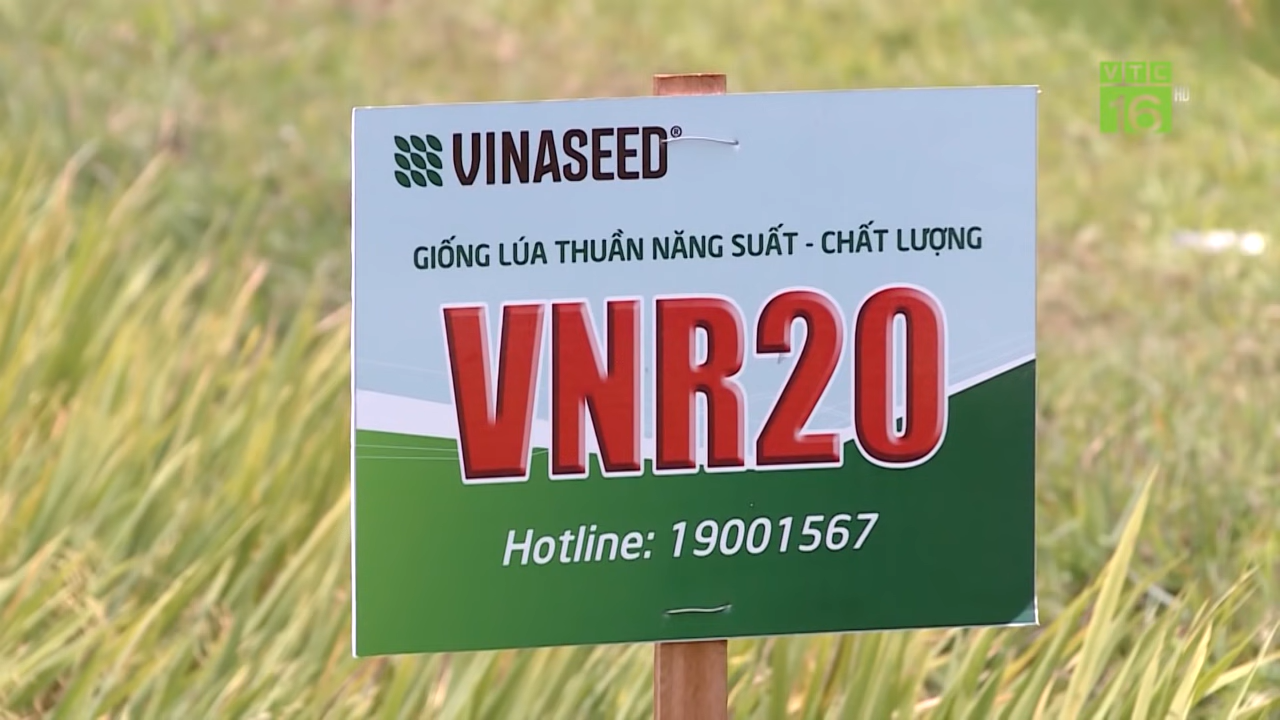 VTC
16 HD
VINASEED®
GIỐNG LÚA THUẦN NĂNG SUẤT - CHẤT LƯỢNG
VNR20
Hotline: 19001567